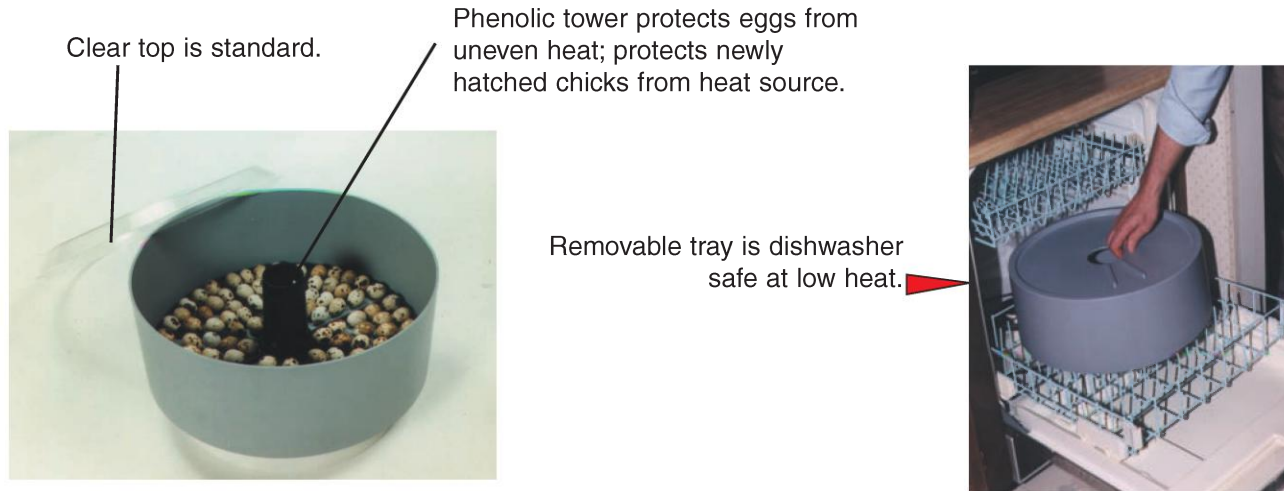 Clear top is standard.
Phenolic tower protects eggs from
uneven heat; protects newly
hatched chicks from heat source.
Removable tray is dishwasher
safe at low heat.